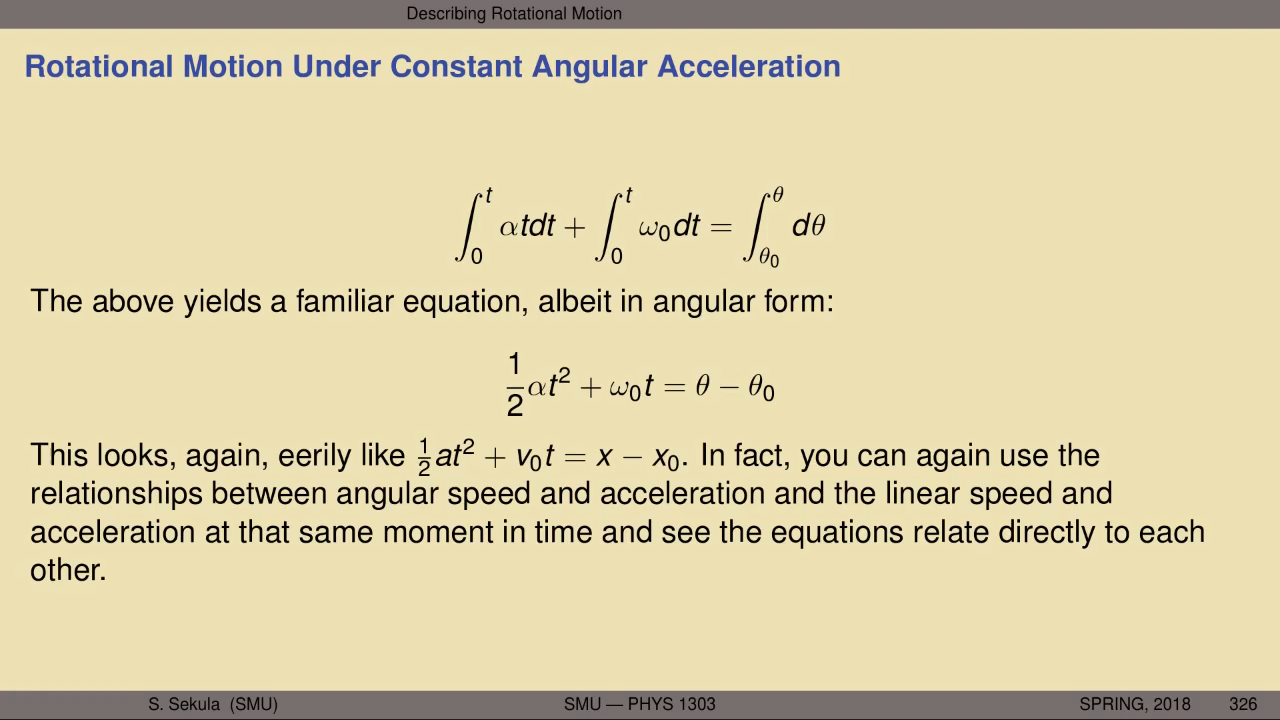 Describing Rotational Motion
Rotational Motion Under Constant Angular Acceleration
∫₀ᵗ αtdt + ∫₀ᵗ ω₀dt = ∫_θ₀^θ dθ
The above yields a familiar equation, albeit in angular form:
½αt² + ω₀t = θ − θ₀
This looks, again, eerily like ½at² + v₀t = x − x₀. In fact, you can again use the
relationships between angular speed and acceleration and the linear speed and
acceleration at that same moment in time and see the equations relate directly to each
other.
S. Sekula (SMU) SMU — PHYS 1303 SPRING, 2018 326